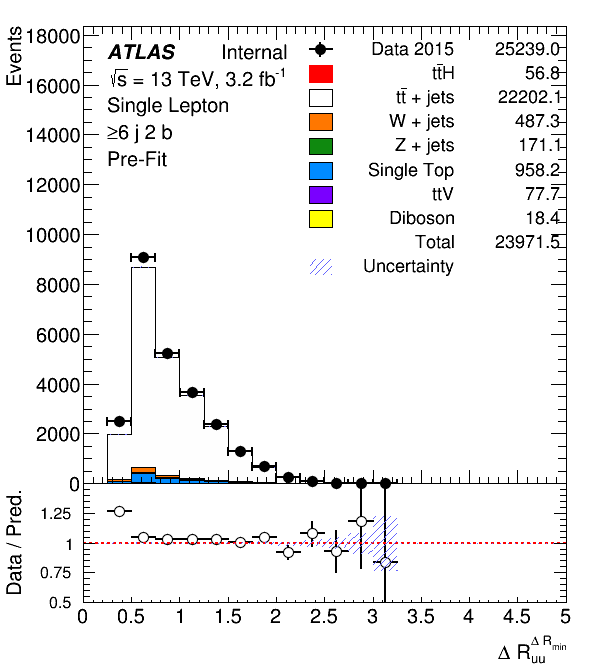 Events
18000
16000
14000
12000
10000
8000
6000
4000
2000
0
ATLAS Internal
√s = 13 TeV, 3.2 fb⁻¹
Single Lepton
≥6 j 2 b
Pre-Fit
Data 2015 25239.0
tt̄H 56.8
tt̄ + jets 22202.1
W + jets 487.3
Z + jets 171.1
Single Top 958.2
ttV 77.7
Diboson 18.4
Total 23971.5
Uncertainty
Data / Pred.
1.25
1
0.75
0.5
0 0.5 1 1.5 2 2.5 3 3.5 4 4.5 5
Δ R_uu^Δ R_min